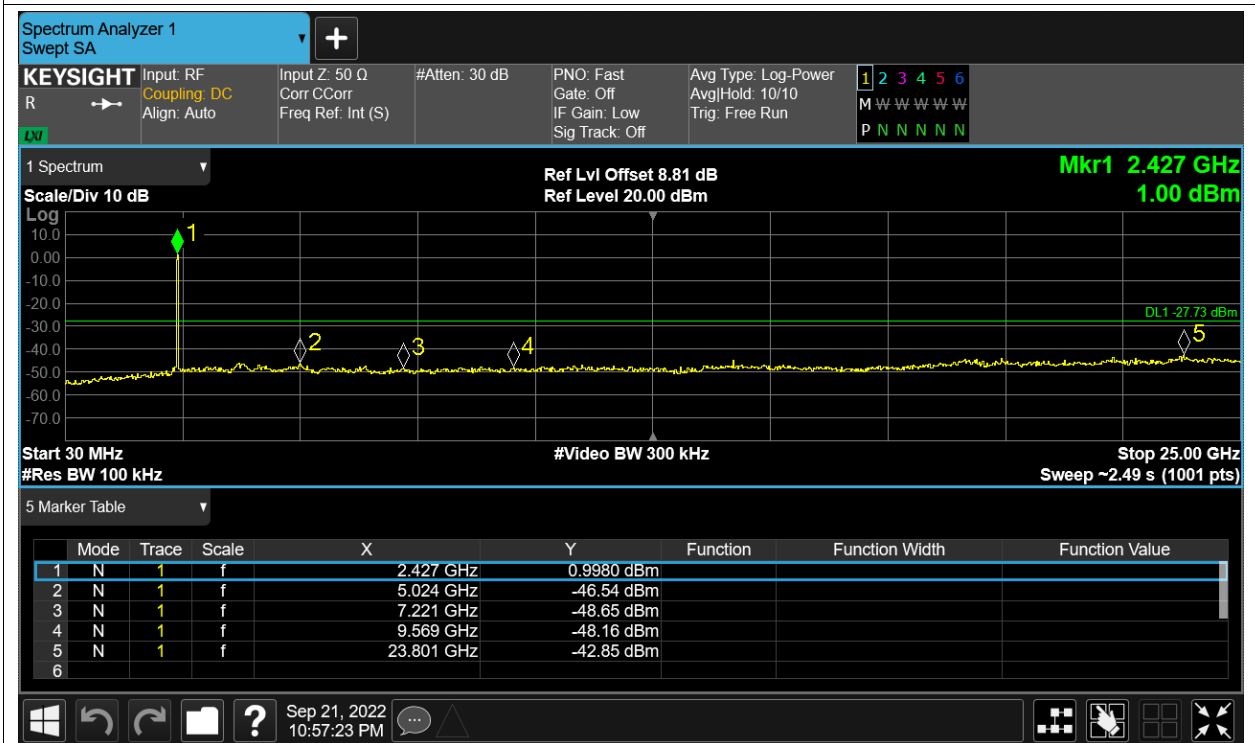 Spectrum Analyzer 1
Swept SA
KEYSIGHT
R
LXI
Input: RF
Coupling: DC
Align: Auto
Input Z: 50 Ω
Corr CCorr
Freq Ref: Int (S)
#Atten: 30 dB
PNO: Fast
Gate: Off
IF Gain: Low
Sig Track: Off
Avg Type: Log-Power
Avg|Hold: 10/10
Trig: Free Run
1 2 3 4 5 6
M W W W W W
P N N N N N
1 Spectrum
Scale/Div 10 dB
Ref Lvl Offset 8.81 dB
Ref Level 20.00 dBm
Mkr1 2.427 GHz
1.00 dBm
Log
10.0
0.00
-10.0
-20.0
-30.0
-40.0
-50.0
-60.0
-70.0
1
2
3
4
5
DL1 -27.73 dBm
Start 30 MHz
#Video BW 300 kHz
Stop 25.00 GHz
#Res BW 100 kHz
Sweep ~2.49 s (1001 pts)
5 Marker Table
Mode Trace Scale X Y Function Function Width Function Value
1 N 1 f 2.427 GHz 0.9980 dBm
2 N 1 f 5.024 GHz -46.54 dBm
3 N 1 f 7.221 GHz -48.65 dBm
4 N 1 f 9.569 GHz -48.16 dBm
5 N 1 f 23.801 GHz -42.85 dBm
6
?
Sep 21, 2022
10:57:23 PM